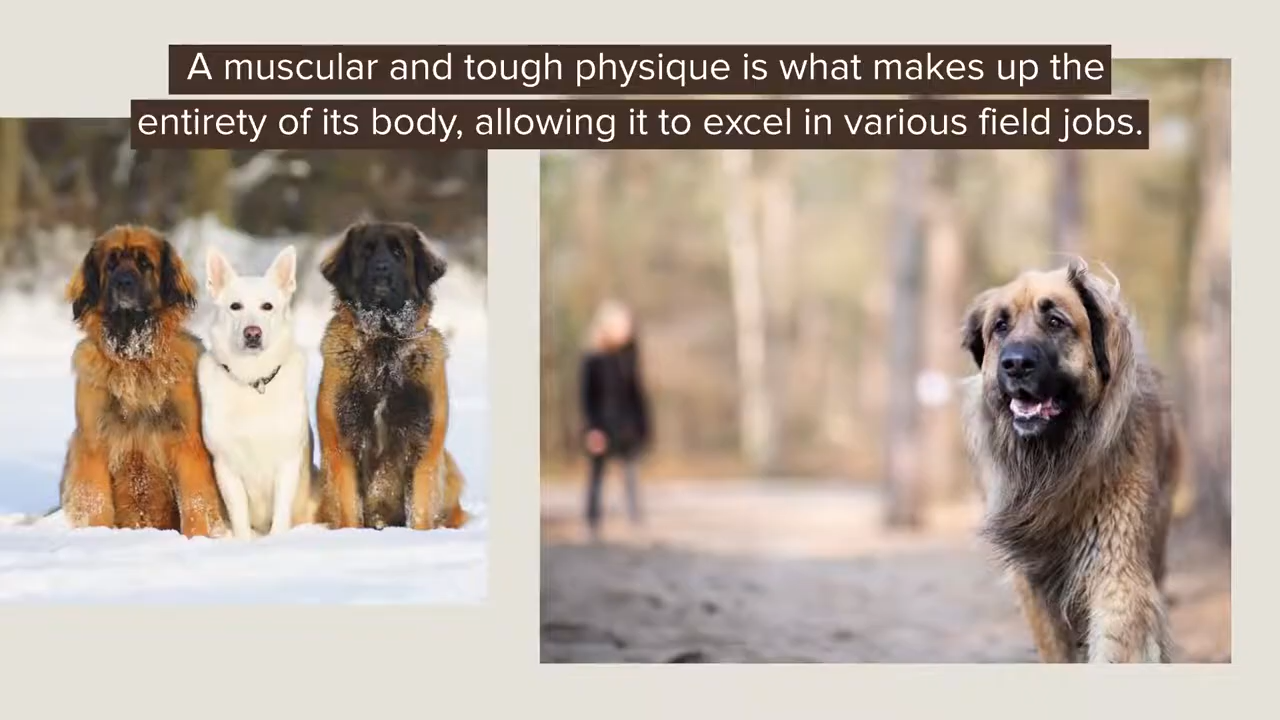 A muscular and tough physique is what makes up the
entirety of its body, allowing it to excel in various field jobs.